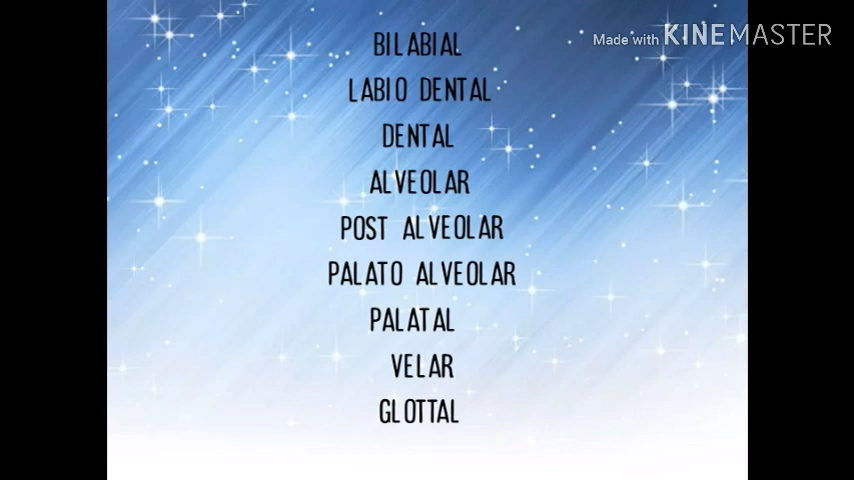 Made with KINEMASTER
BILABIAL
LABIO DENTAL
DENTAL
ALVEOLAR
POST ALVEOLAR
PALATO ALVEOLAR
PALATAL
VELAR
GLOTTAL